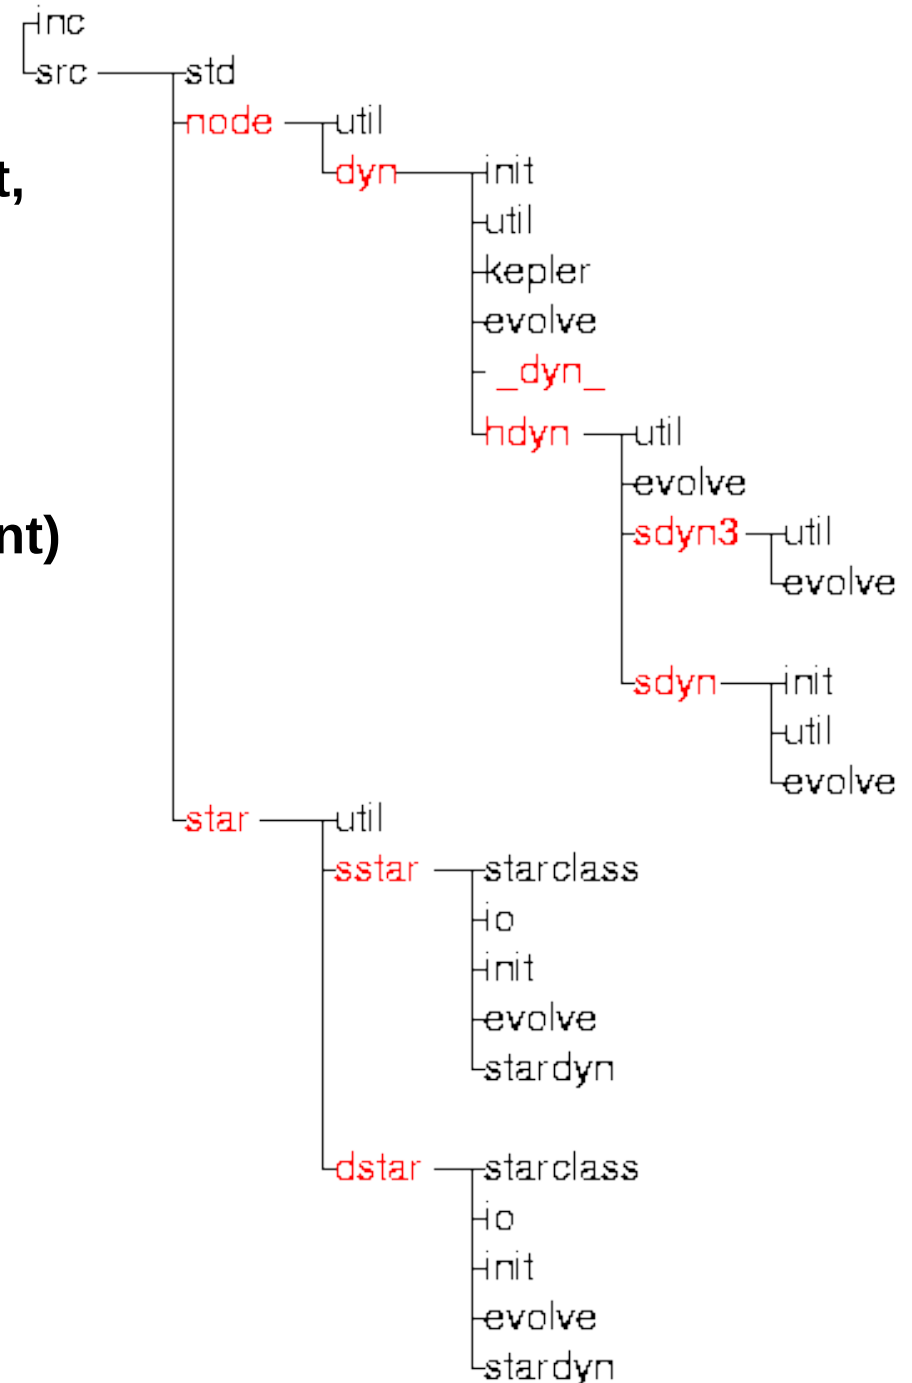 inc
src std
node util
dyn init
t,
util
kepler
evolve
_dyn_
hdyn util
evolve
sdyn3 util
nt)
evolve
sdyn init
util
evolve
star util
sstar starclass
io
init
evolve
stardyn
dstar starclass
io
init
evolve
stardyn